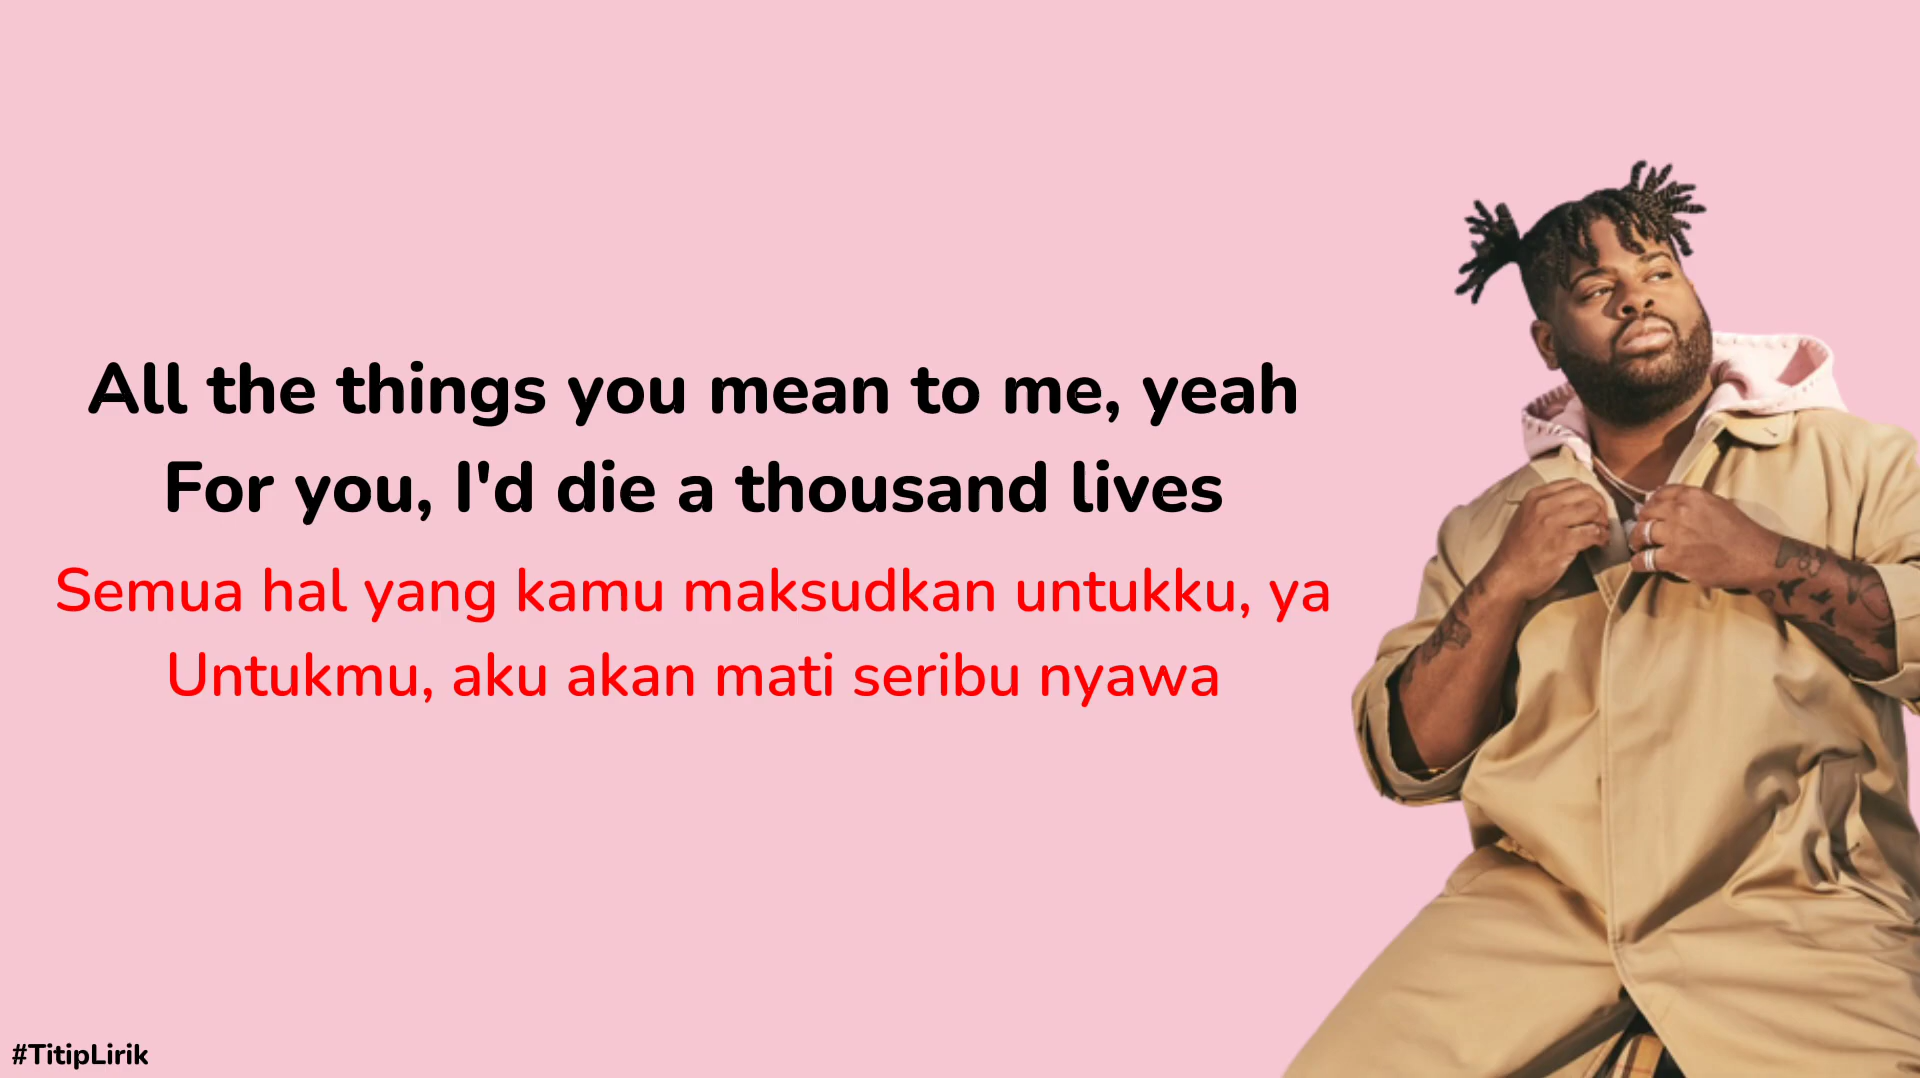 All the things you mean to me, yeah
For you, I'd die a thousand lives
Semua hal yang kamu maksudkan untukku, ya
Untukmu, aku akan mati seribu nyawa
#TitipLirik